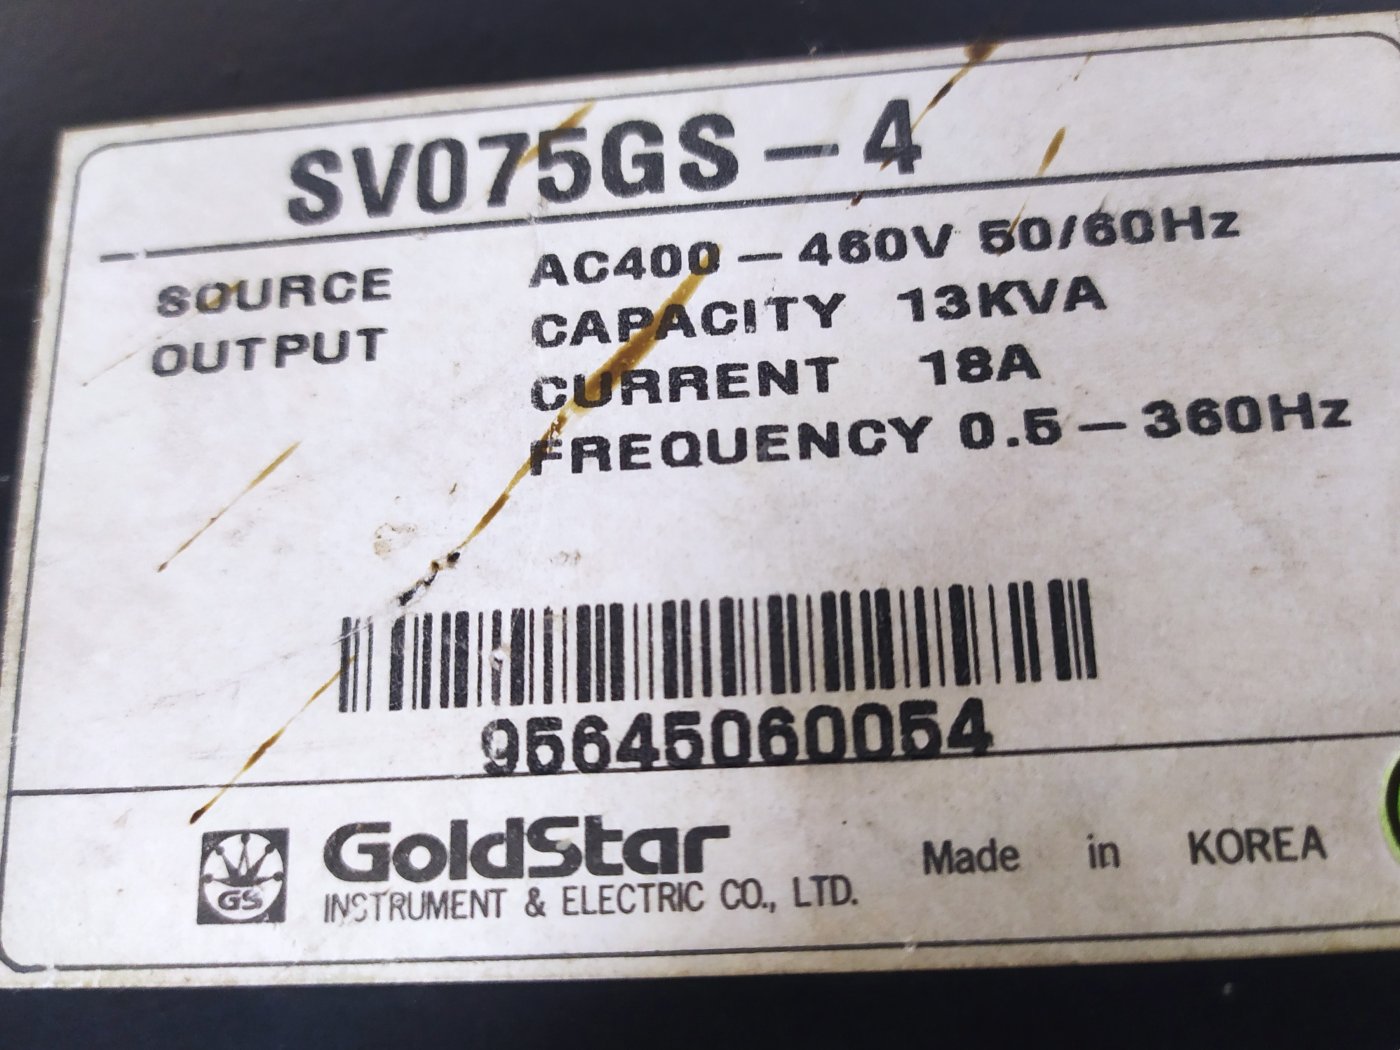 SV075GS-4
SOURCE AC400-460V 50/60Hz
OUTPUT CAPACITY 13KVA
CURRENT 18A
FREQUENCY 0.5-360Hz
95645060054
GS GoldStar
INSTRUMENT & ELECTRIC CO., LTD. Made in KOREA